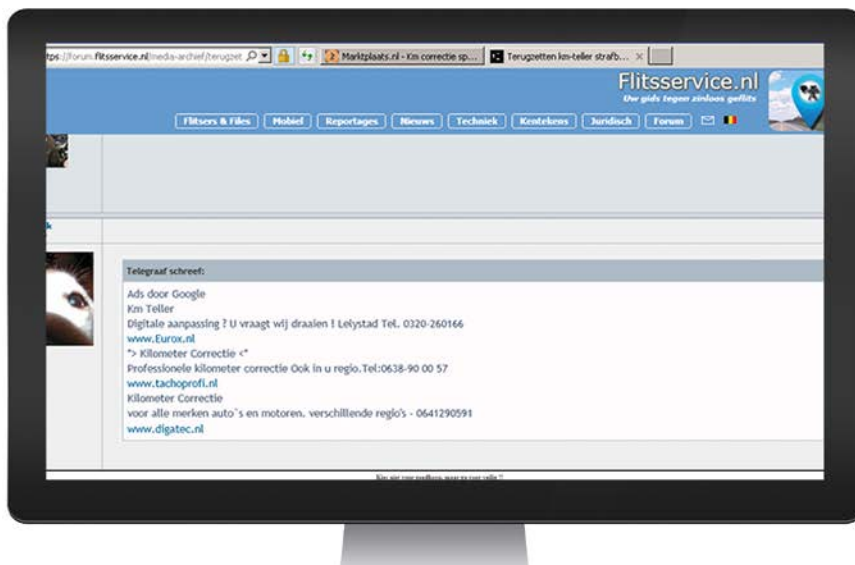 tps://forum.flitsservice.nl/media-archief/terugzet
Marktplaats.nl - Km correctie sp...
Terugzetten km-teller strafb...
Flitsservice.nl
Uw gids tegen zinloos geflits
Flitsers & Files
Mobiel
Reportages
Nieuws
Techniek
Kentekens
Juridisch
Forum
k
Telegraaf schreef:
Ads door Google
Km Teller
Digitale aanpassing ? U vraagt wij draaien ! Lelystad Tel. 0320-260166
www.Eurox.nl
"> Kilometer Correctie <"
Professionele kilometer correctie Ook in u regio.Tel:0638-90 00 57
www.tachoprofi.nl
Kilometer Correctie
voor alle merken auto`s en motoren. verschillende regio's - 0641290591
www.digatec.nl